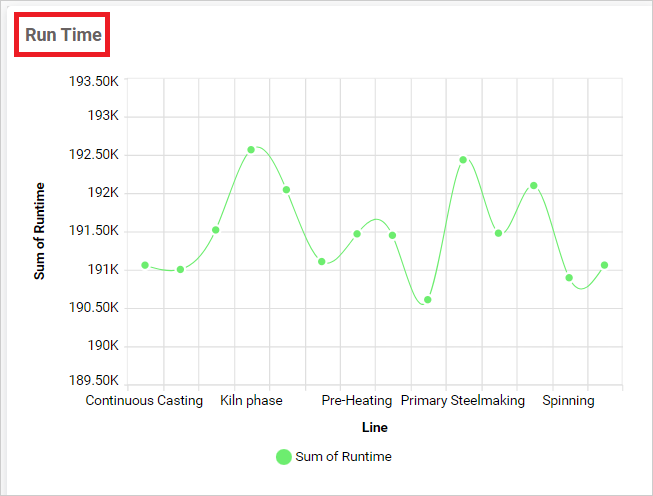 Run Time
193.50K
193K
192.50K
192K
191.50K
191K
190.50K
190K
189.50K
Sum of Runtime
Continuous Casting Kiln phase Pre-Heating Primary Steelmaking Spinning
Line
Sum of Runtime